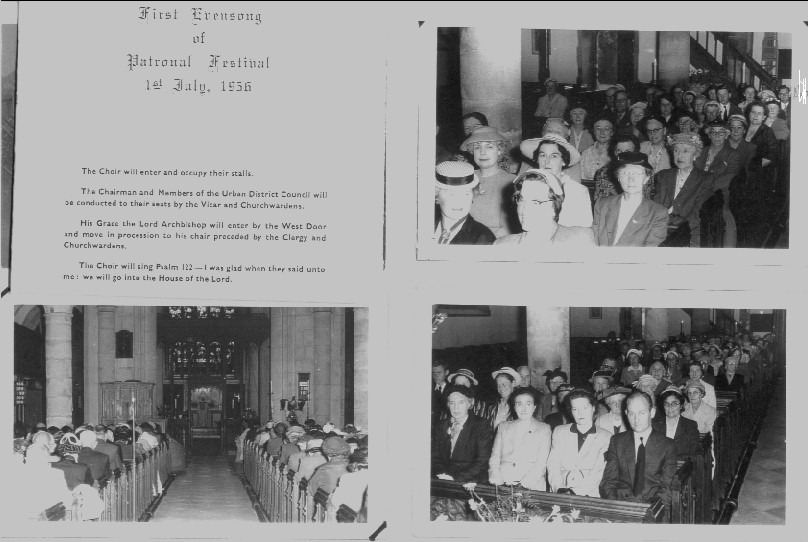 First Evensong
of
Patronal Festival
1st July, 1956
The Choir will enter and occupy their stalls.
The Chairman and Members of the Urban District Council will
be conducted to their seats by the Vicar and Churchwardens.
His Grace the Lord Archbishop will enter by the West Door
and move in procession to his chair preceded by the Clergy and
Churchwardens.
The Choir will sing Psalm 122—I was glad when they said unto
me: we will go into the House of the Lord.